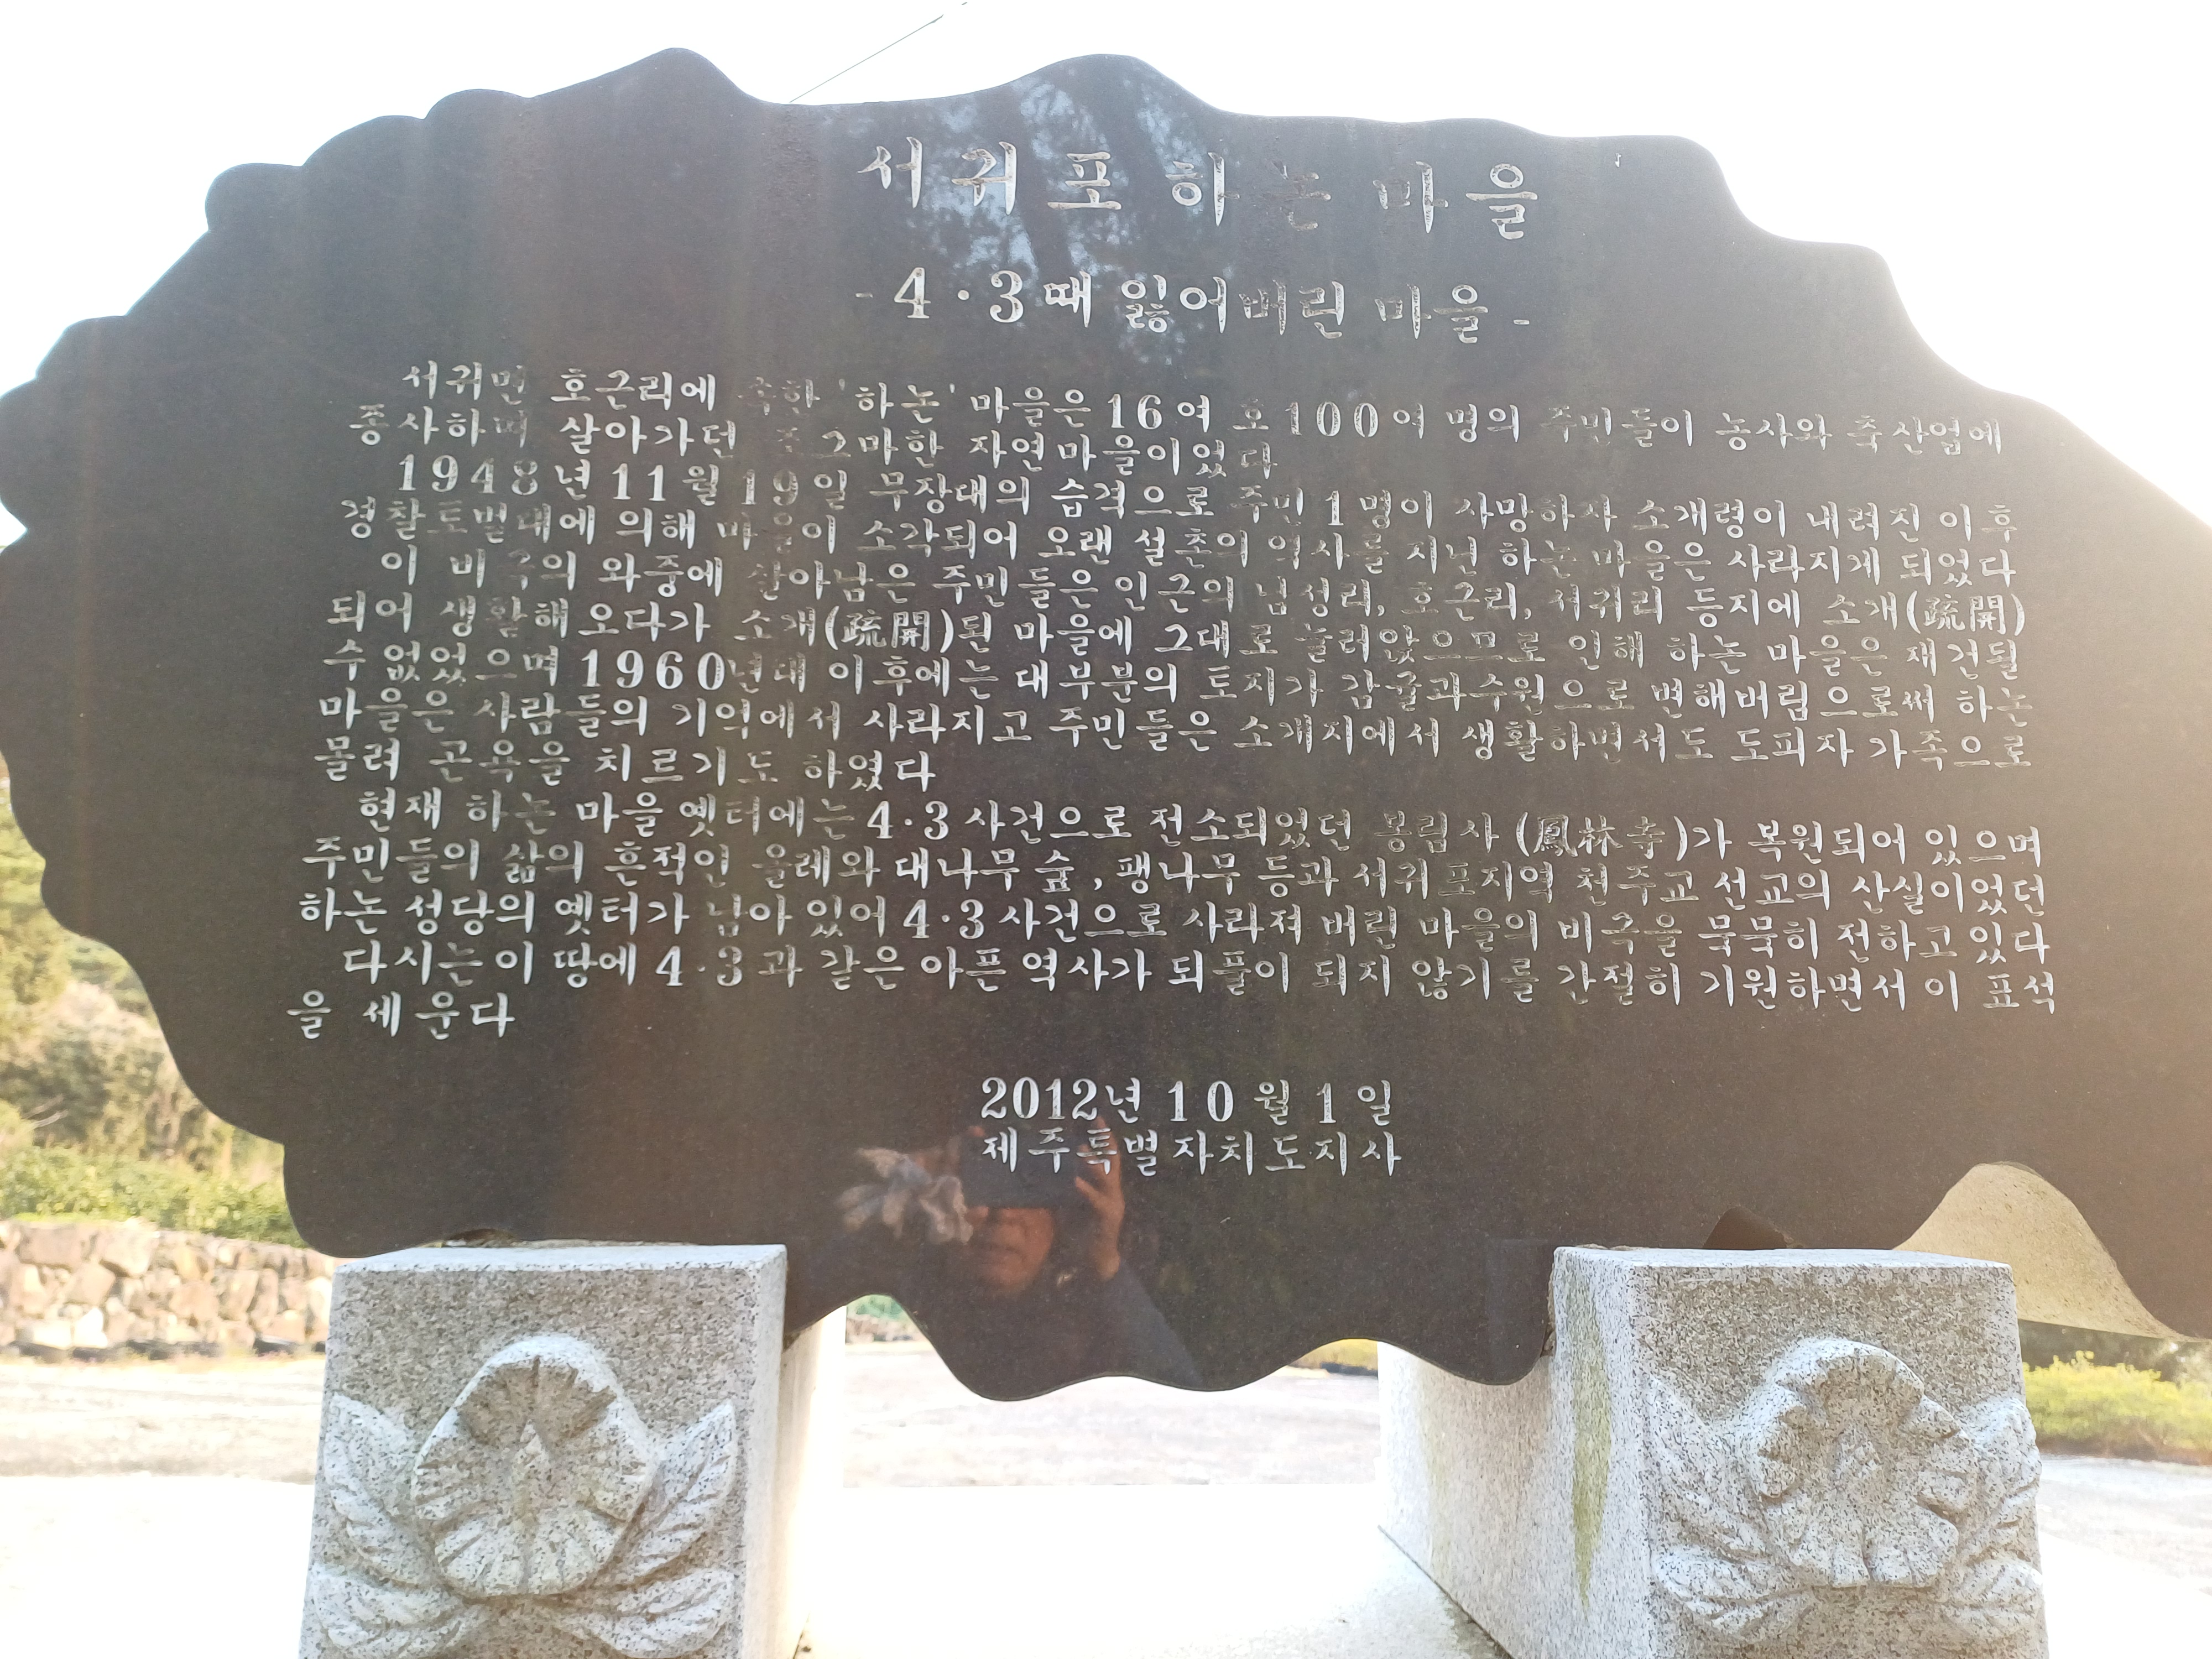 서귀포 하논 마을
- 4·3때 잃어버린 마을 -
서귀면 호근리에 속한 '하논' 마을은 16여 호 100여 명의 주민들이 농사와 축산업에
종사하며 살아가던 조그마한 자연마을이었다
1948년 11월 19일 무장대의 습격으로 주민 1명이 사망하자 소개령이 내려진 이후
경찰토벌대에 의해 마을이 소각되어 오랜 설촌의 역사를 지닌 하논마을은 사라지게 되었다
이 비극의 와중에 살아남은 주민들은 인근의 남성리, 호근리, 서귀리 등지에 소개(疏開)
되어 생활해오다가 소개(疏開)된 마을에 그대로 눌러앉으므로 인해 하논 마을은 재건될
수 없었으며 1960년대 이후에는 대부분의 토지가 감귤과수원으로 변해버림으로써 하논
마을은 사람들의 기억에서 사라지고 주민들은 소개지에서 생활하면서도 도피자 가족으로
몰려 곤욕을 치르기도 하였다
현재 하논 마을 옛터에는 4·3 사건으로 전소되었던 봉림사 (鳳林寺)가 복원되어 있으며
주민들의 삶의 흔적인 올레와 대나무숲, 팽나무 등과 서귀포지역 천주교 선교의 산실이었던
하논 성당의 옛터가 남아 있어 4·3사건으로 사라져 버린 마을의 비극을 묵묵히 전하고 있다
다시는 이 땅에 4·3과 같은 아픈 역사가 되풀이 되지 않기를 간절히 기원하면서 이 표석
을 세운다
2012년 10월 1일
제주특별자치도지사